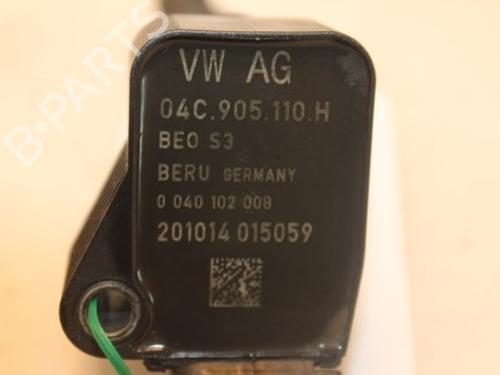 B-PARTS
VW AG
04C.905.110.H
BEO S3
BERU GERMANY
0 040 102 008
201014 015059